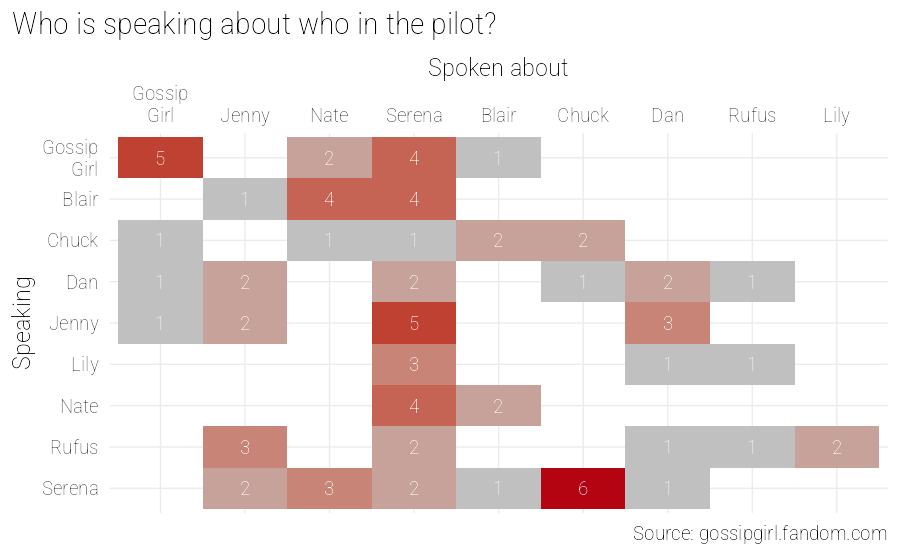 Who is speaking about who in the pilot?
Spoken about
Gossip
Girl Jenny Nate Serena Blair Chuck Dan Rufus Lily
Speaking
Gossip
Girl 5 2 4 1
Blair 1 4 4
Chuck 1 1 1 2 2
Dan 1 2 2 1 2 1
Jenny 1 2 5 3
Lily 3 1 1
Nate 4 2
Rufus 3 2 1 1 2
Serena 2 3 2 1 6 1
Source: gossipgirl.fandom.com